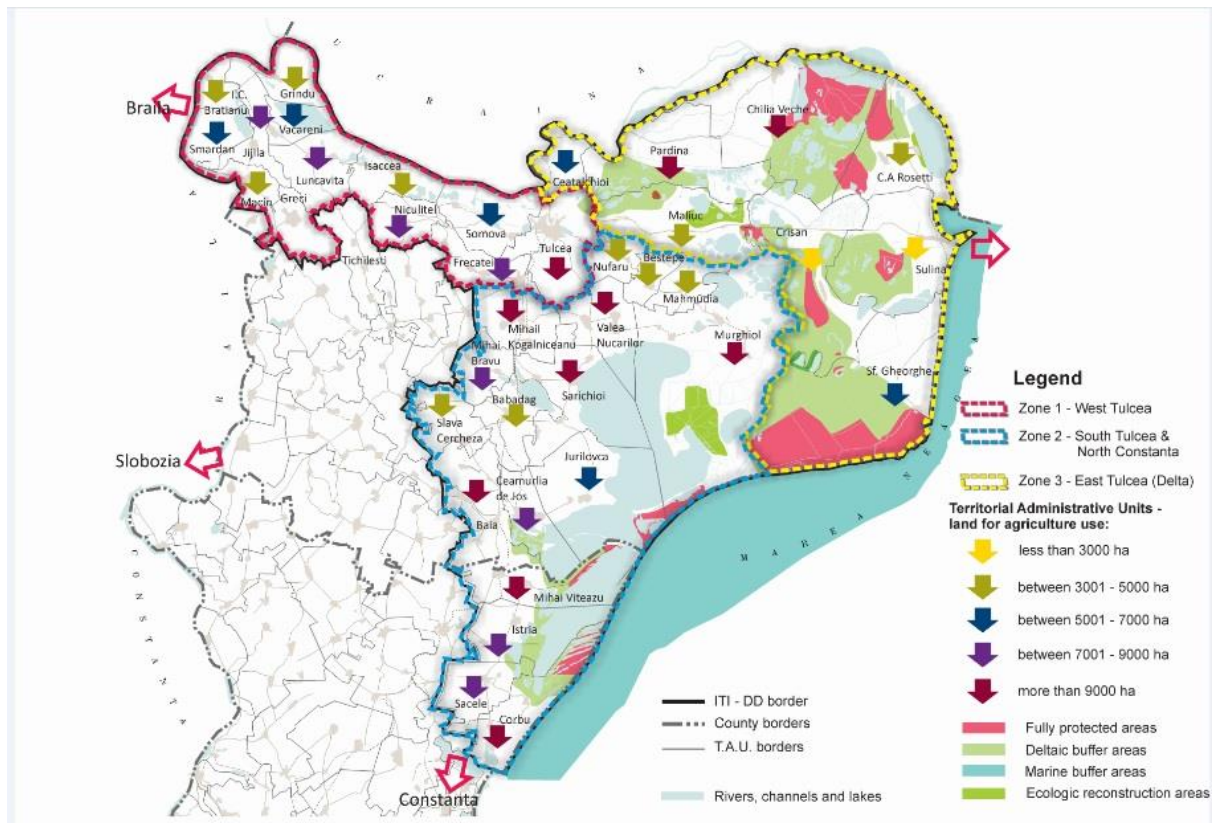 UCRAINA
Braila
I.C.
Bratianu
Grindu
Vacareni
Smardan
Jijila
Luncavita
Isaccea
Macin
Greci
Niculitel
Somova
Tichilesti
Frecatei
Tulcea
Ceatalchioi
Pardina
Chilia Veche
C.A Rosetti
Maliuc
Crisan
Sulina
Nufaru
Bestepe
Mahmudia
Mihail
Kogalniceanu
Valea
Nucarilor
Murghiol
Mihai
Bravu
Sarichioi
Babadag
Slava
Cercheza
Sf. Gheorghe
Jurilovca
Ceamurlia
de Jos
Baia
Slobozia
Mihai Viteazu
Istria
Sacele
Corbu
Constanta
CONSTANTA
MAREA NEAGRA
Legend
Zone 1 - West Tulcea
Zone 2 - South Tulcea &
North Constanta
Zone 3 - East Tulcea (Delta)
Territorial Administrative Units -
land for agriculture use:
less than 3000 ha
between 3001 - 5000 ha
between 5001 - 7000 ha
between 7001 - 9000 ha
more than 9000 ha
ITI - DD border
County borders
T.A.U. borders
Rivers, channels and lakes
Fully protected areas
Deltaic buffer areas
Marine buffer areas
Ecologic reconstruction areas